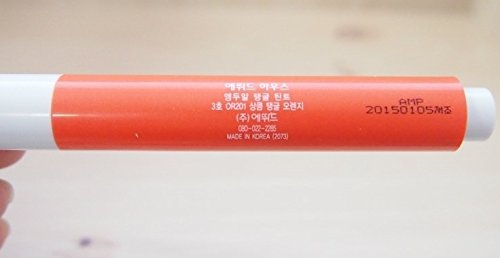 에뛰드 하우스
앵두알 탱글 틴트
3호 OR201 상큼 탱글 오렌지
(주)에뛰드
080-022-2285
MADE IN KOREA (2073)
AMP
20150105제조